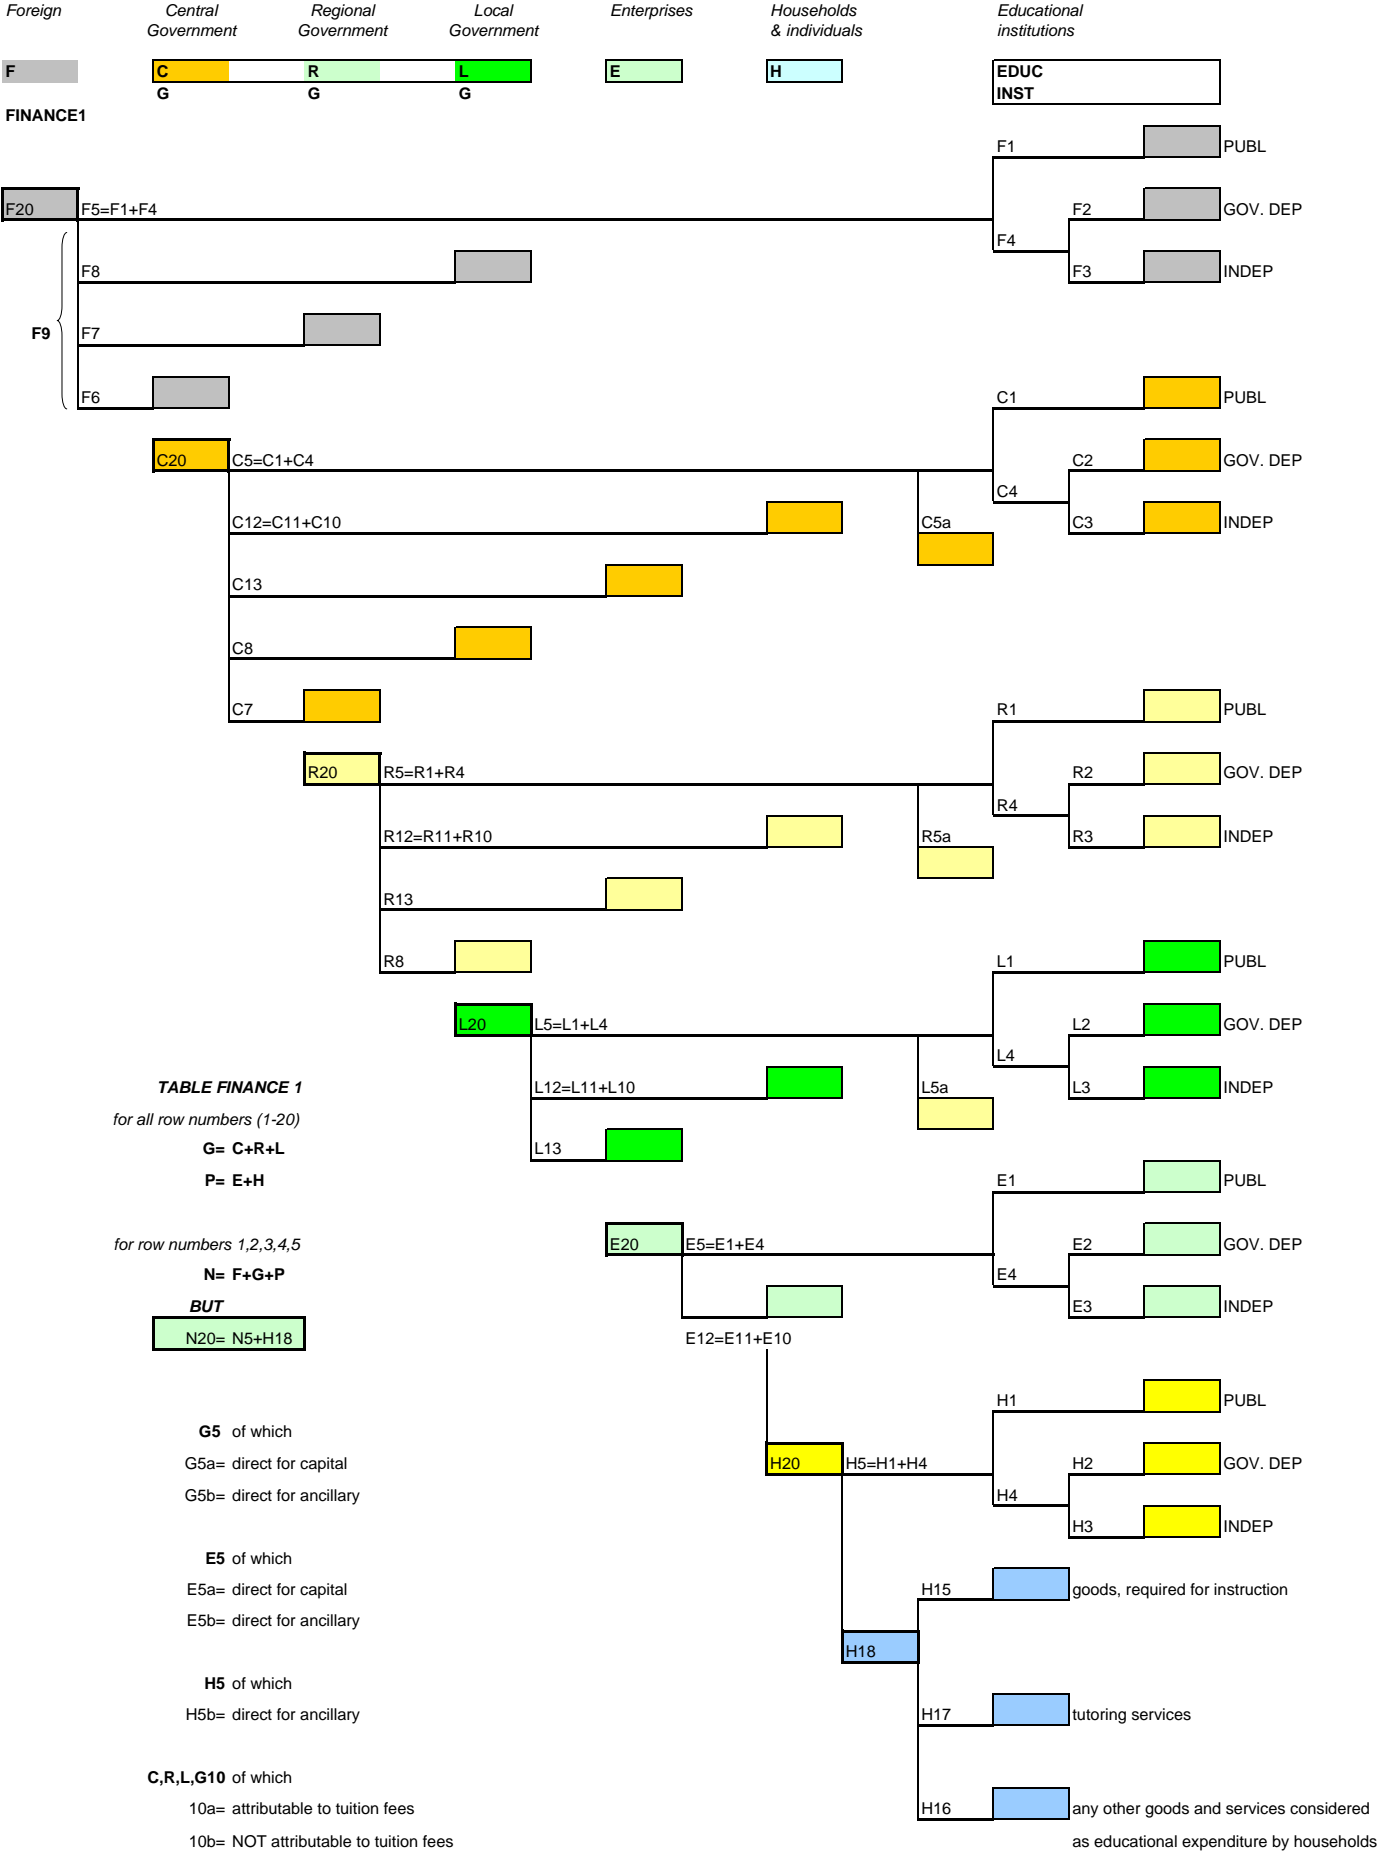 Foreign Central Regional Local Enterprises Households Educational
Government Government Government & individuals institutions
F C R L E H EDUC
G G G INST
FINANCE1
F1 PUBL
F20 F5=F1+F4 F2 GOV. DEP
F4
F8 F3 INDEP
F9 F7
F6 C1 PUBL
C20 C5=C1+C4 C2 GOV. DEP
C4
C12=C11+C10 C5a C3 INDEP
C13
C8
C7 R1 PUBL
R20 R5=R1+R4 R2 GOV. DEP
R4
R12=R11+R10 R5a R3 INDEP
R13
R8 L1 PUBL
L20 L5=L1+L4 L2 GOV. DEP
L4
TABLE FINANCE 1 L12=L11+L10 L5a L3 INDEP
for all row numbers (1-20)
G= C+R+L L13
P= E+H E1 PUBL
for row numbers 1,2,3,4,5 E20 E5=E1+E4 E2 GOV. DEP
N= F+G+P E4
BUT E3 INDEP
N20= N5+H18 E12=E11+E10
H1 PUBL
G5 of which
G5a= direct for capital H20 H5=H1+H4 H2 GOV. DEP
G5b= direct for ancillary H4
H3 INDEP
E5 of which
E5a= direct for capital H15 goods, required for instruction
E5b= direct for ancillary
H18
H5 of which
H5b= direct for ancillary H17 tutoring services
C,R,L,G10 of which
10a= attributable to tuition fees H16 any other goods and services considered
10b= NOT attributable to tuition fees as educational expenditure by households